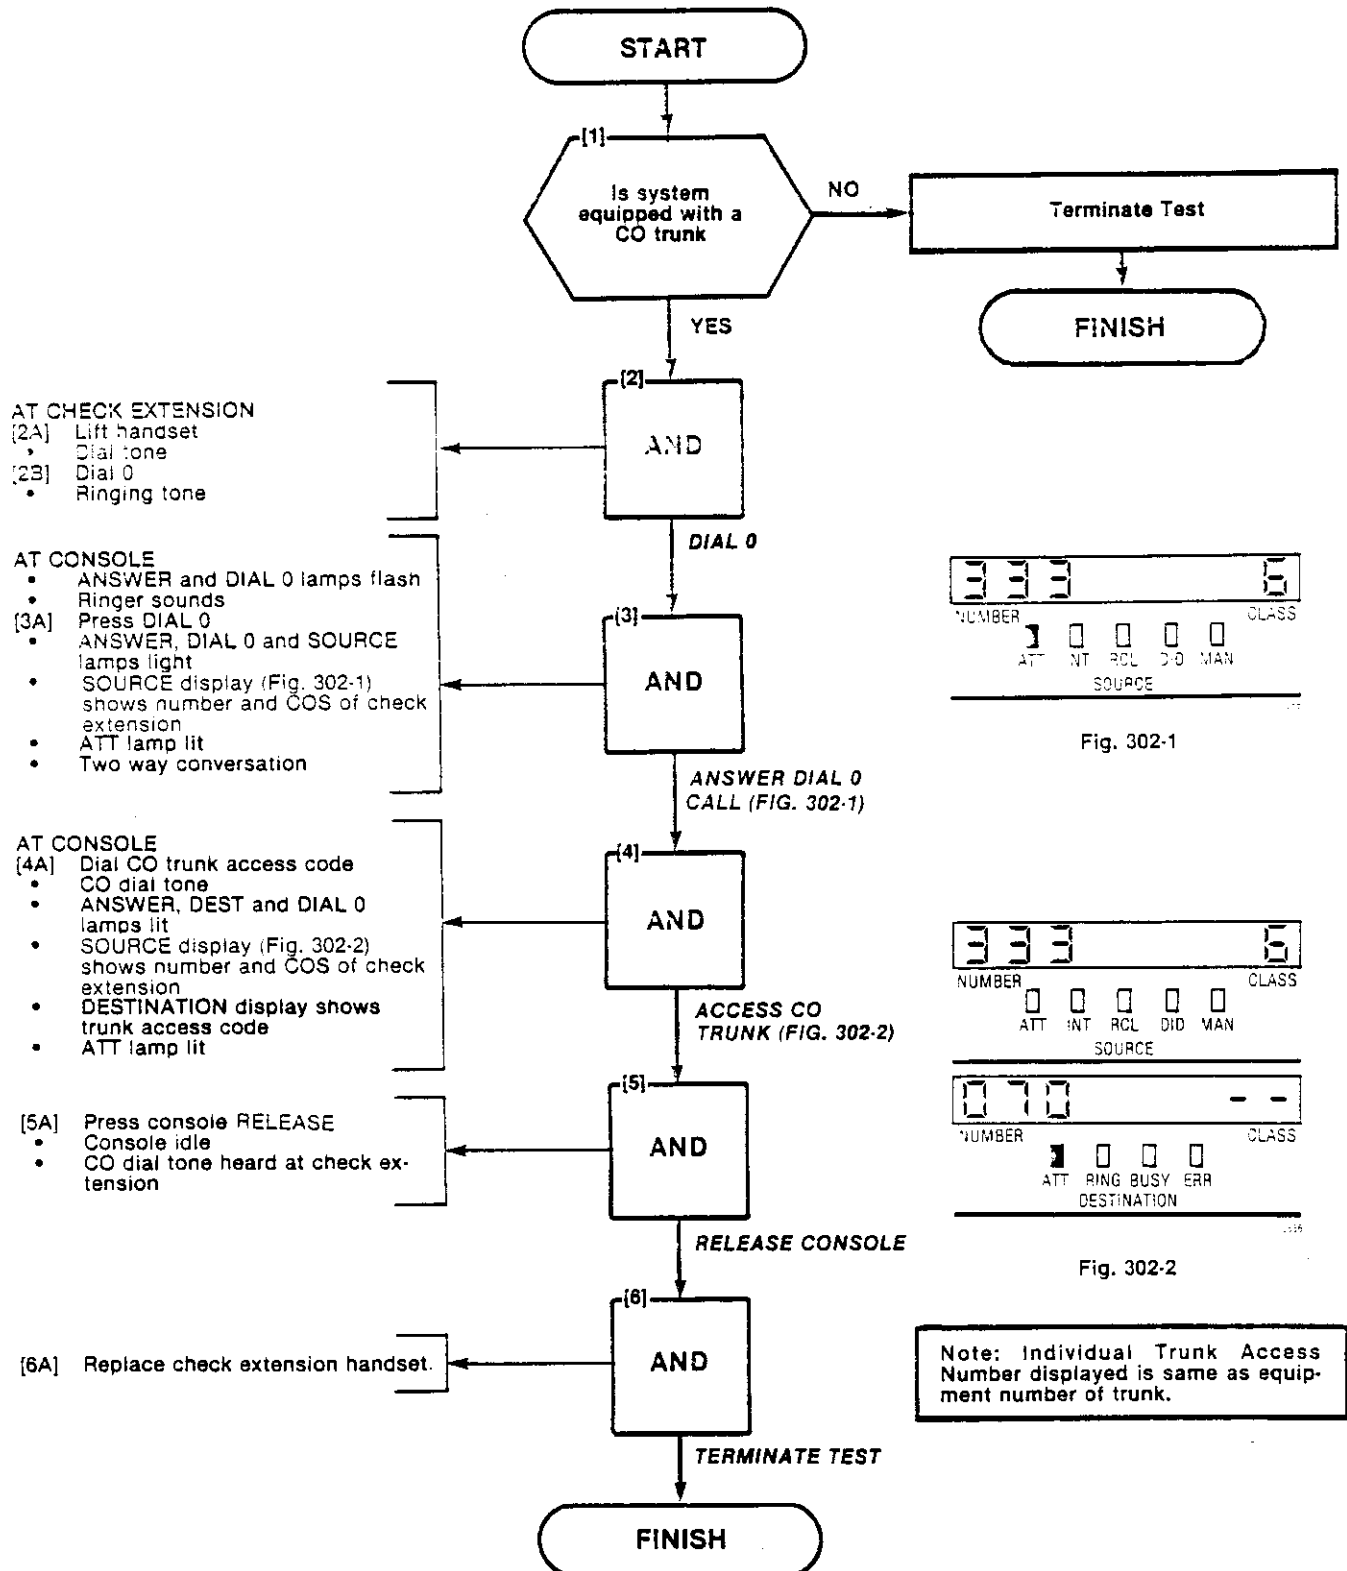 START
[1]
Is system
equipped with a
CO trunk
NO
Terminate Test
FINISH
YES
[2]
AND
AT CHECK EXTENSION
[2A] Lift handset
• Dial tone
[2B] Dial 0
• Ringing tone
DIAL 0
AT CONSOLE
• ANSWER and DIAL 0 lamps flash
• Ringer sounds
[3A] Press DIAL 0
• ANSWER, DIAL 0 and SOURCE
lamps light
• SOURCE display (Fig. 302-1)
shows number and COS of check
extension
• ATT lamp lit
• Two way conversation
[3]
AND
333 6
NUMBER CLASS
ATT INT RCL DID MAN
SOURCE
Fig. 302-1
ANSWER DIAL 0
CALL (FIG. 302-1)
AT CONSOLE
[4A] Dial CO trunk access code
• CO dial tone
• ANSWER, DEST and DIAL 0
lamps lit
• SOURCE display (Fig. 302-2)
shows number and COS of check
extension
• DESTINATION display shows
trunk access code
• ATT lamp lit
[4]
AND
333 6
NUMBER CLASS
ATT INT RCL DID MAN
SOURCE
070 - -
NUMBER CLASS
ATT RING BUSY ERR
DESTINATION
Fig. 302-2
ACCESS CO
TRUNK (FIG. 302-2)
[5]
AND
[5A] Press console RELEASE
• Console idle
• CO dial tone heard at check ex-
tension
RELEASE CONSOLE
[6]
AND
[6A] Replace check extension handset.
Note: Individual Trunk Access
Number displayed is same as equip-
ment number of trunk.
TERMINATE TEST
FINISH